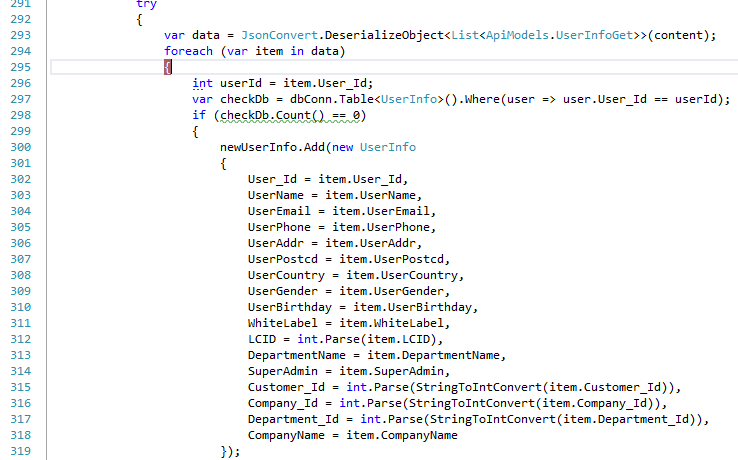 291 try
292 {
293 var data = JsonConvert.DeserializeObject<List<ApiModels.UserInfoGet>>(content);
294 foreach (var item in data)
295 {
296 int userId = item.User_Id;
297 var checkDb = dbConn.Table<UserInfo>().Where(user => user.User_Id == userId);
298 if (checkDb.Count() == 0)
299 {
300 newUserInfo.Add(new UserInfo
301 {
302 User_Id = item.User_Id,
303 UserName = item.UserName,
304 UserEmail = item.UserEmail,
305 UserPhone = item.UserPhone,
306 UserAddr = item.UserAddr,
307 UserPostcd = item.UserPostcd,
308 UserCountry = item.UserCountry,
309 UserGender = item.UserGender,
310 UserBirthday = item.UserBirthday,
311 WhiteLabel = item.WhiteLabel,
312 LCID = int.Parse(item.LCID),
313 DepartmentName = item.DepartmentName,
314 SuperAdmin = item.SuperAdmin,
315 Customer_Id = int.Parse(StringToIntConvert(item.Customer_Id)),
316 Company_Id = int.Parse(StringToIntConvert(item.Company_Id)),
317 Department_Id = int.Parse(StringToIntConvert(item.Department_Id)),
318 CompanyName = item.CompanyName
319 });